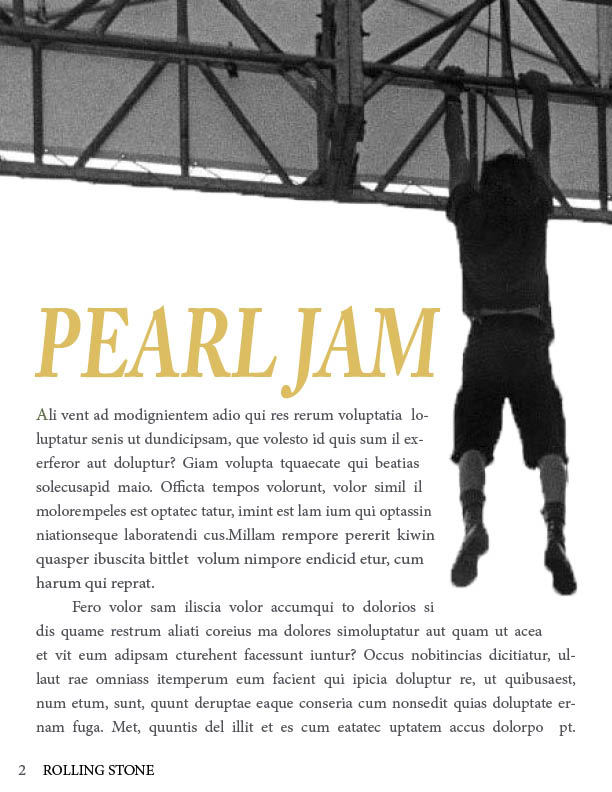 PEARL JAM
Ali vent ad modignientem adio qui res rerum voluptatia lo-
luptatur senis ut dundicipsam, que volesto id quis sum il ex-
erferor aut doluptur? Giam volupta tquaecate qui beatias
solecusapid maio. Officta tempos volorunt, volor simil il
molorempeles est optatec tatur, imint est lam ium qui optassin
niationseque laboratendi cus.Millam rempore pererit kiwin
quasper ibuscita bittlet volum nimpore endicid etur, cum
harum qui reprat.
Fero volor sam iliscia volor accumqui to dolorios si
dis quame restrum aliati coreius ma dolores simoluptatur aut quam ut acea
et vit eum adipsam cturehent facessunt iuntur? Occus nobitincias dicitiatur, ul-
laut rae omniass itemperum eum facient qui ipicia doluptur re, ut quibusaest,
num etum, sunt, quunt deruptae eaque conseria cum nonsedit quias doluptate er-
nam fuga. Met, quuntis del illit et es cum eatatec uptatem accus dolorpo pt.
2 ROLLING STONE